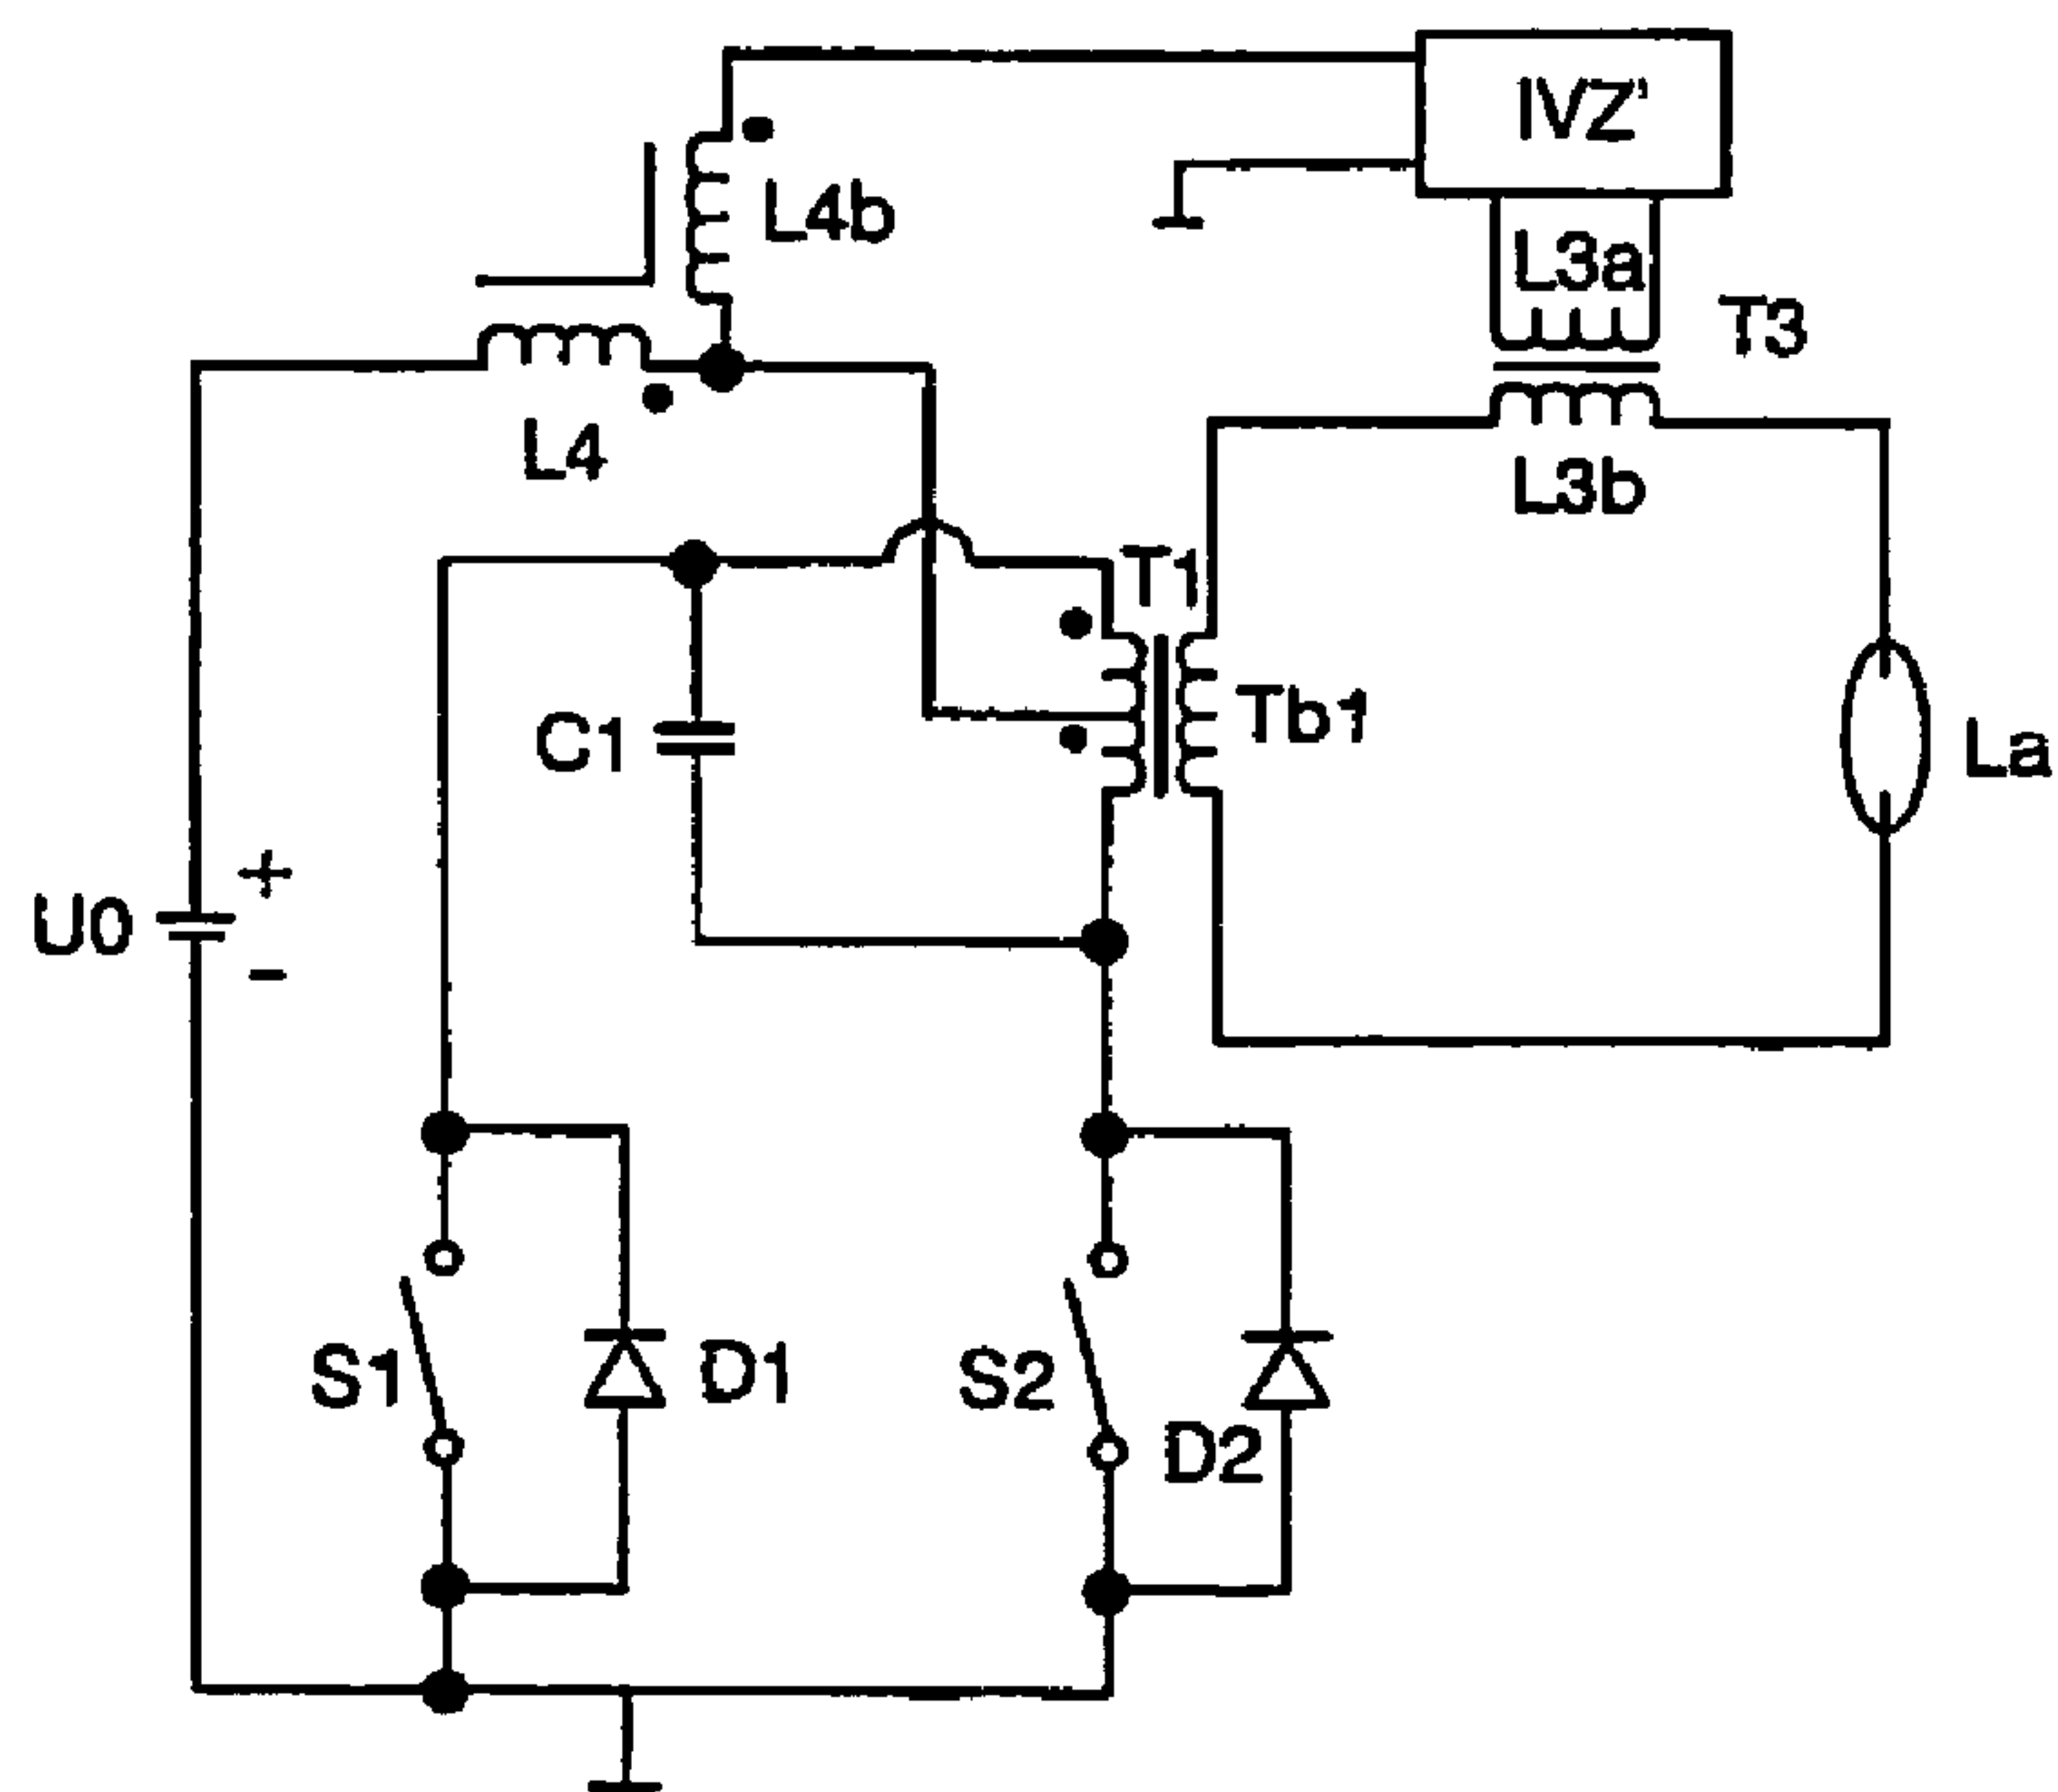 IVZ'
L4b
L3a
T3
L4
L3b
T1
C1
Tb1
La
+
U0
-
S1
D1
S2
D2